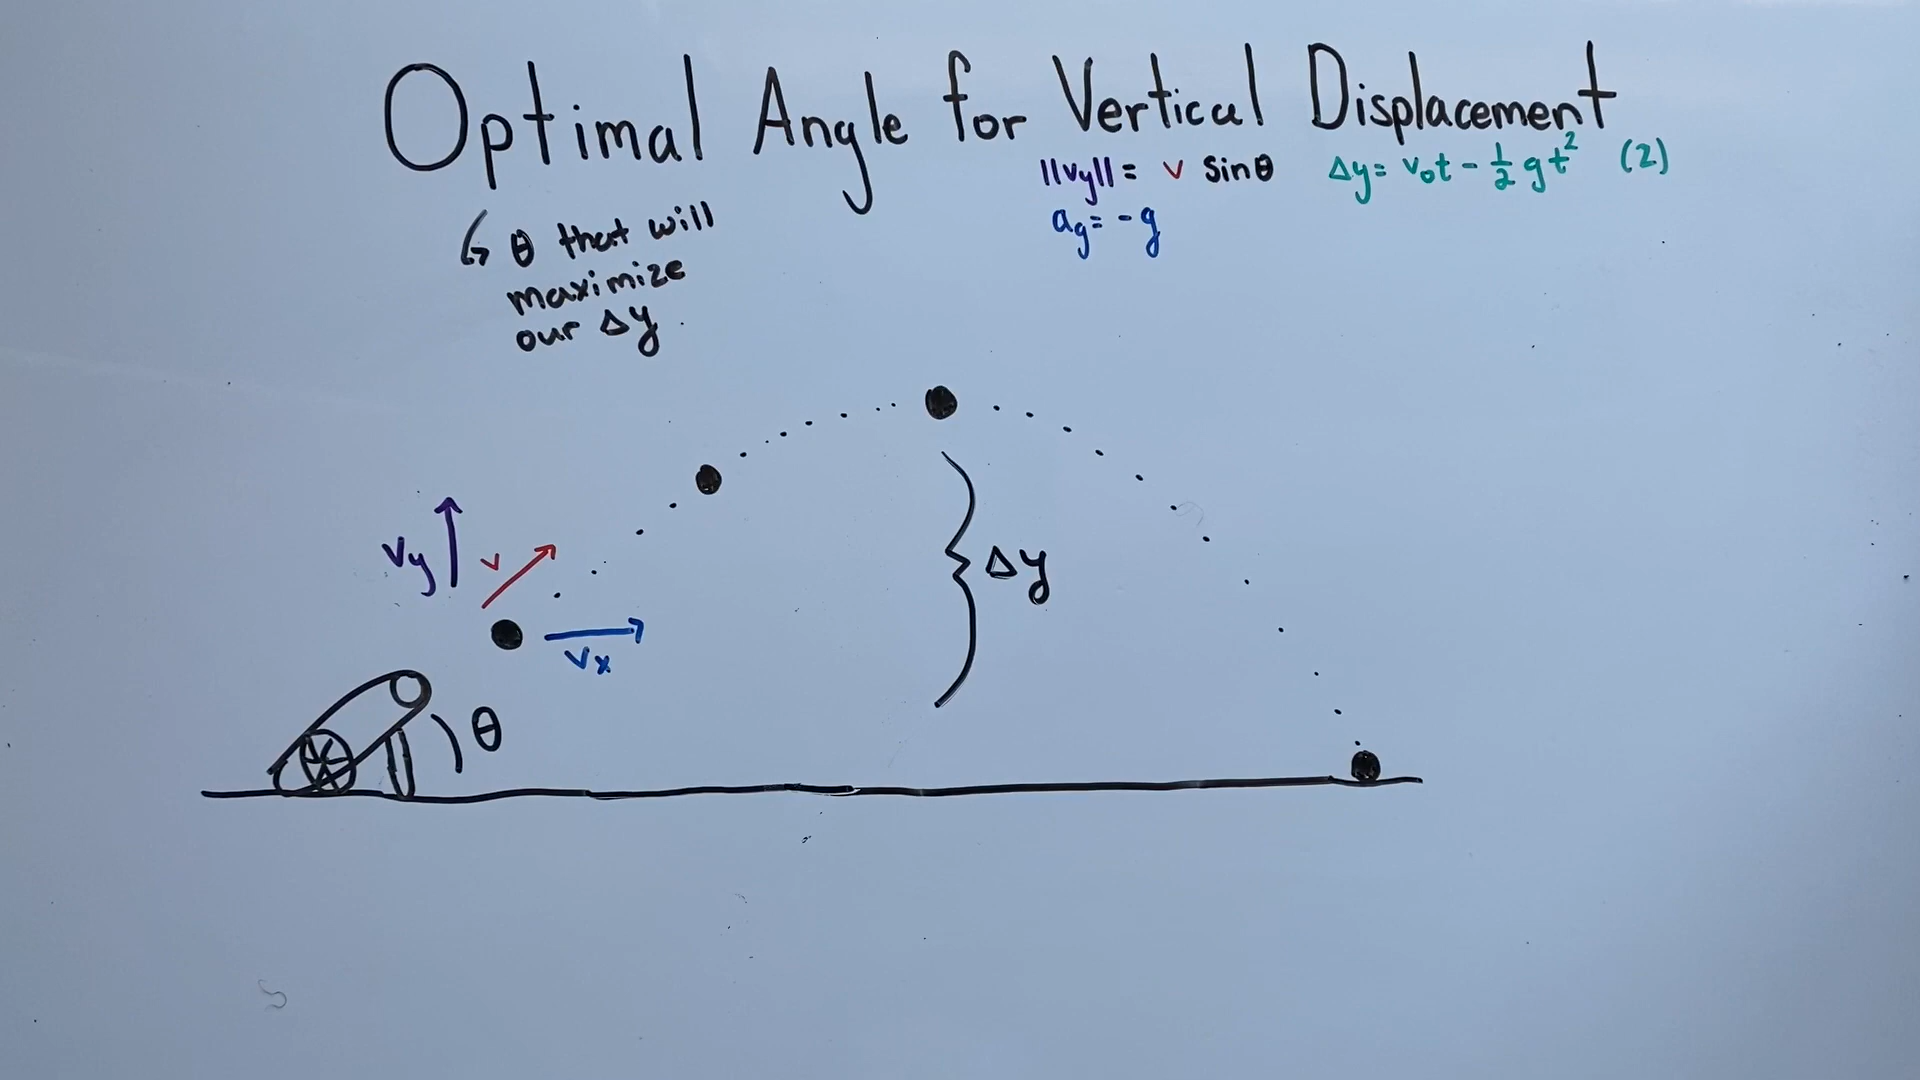 Optimal Angle for Vertical Displacement
||vy|| = v sinθ
Δy = v₀t - ½gt² (2)
ag = -g
θ that will
maximize
our Δy
Vy
v
Vx
Δy
θ